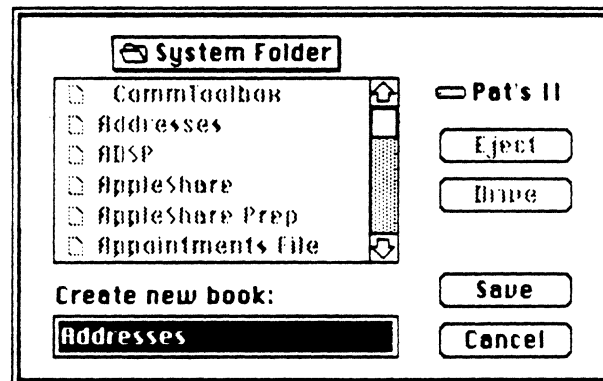 System Folder
CommToolbox
Addresses
ADSP
AppleShare
AppleShare Prep
Appointments File
Pat's II
Eject
Drive
Create new book:
Addresses
Save
Cancel